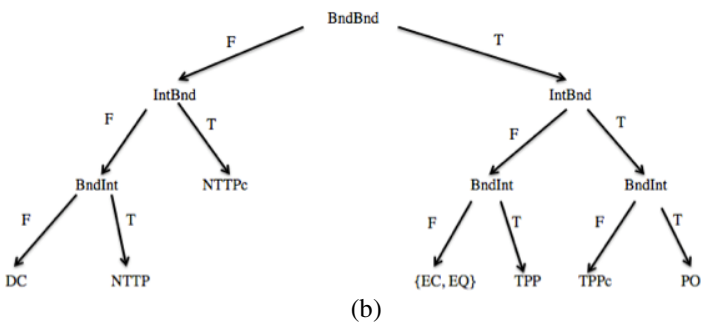 BndBnd
F T
IntBnd IntBnd
F T F T
BndInt NTTPc BndInt BndInt
F T F T F T
DC NTTP {EC, EQ} TPP TPPc PO
(b)